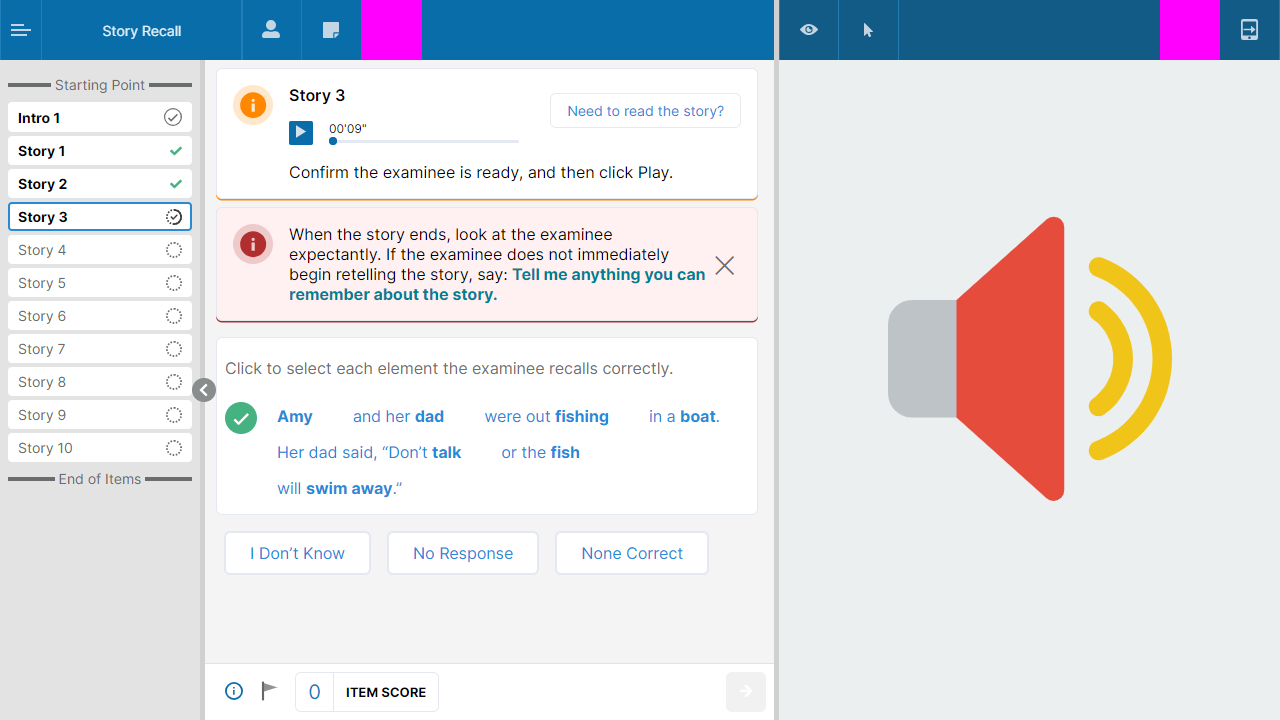 Story Recall
Starting Point
Intro 1
Story 1
Story 2
Story 3
Story 4
Story 5
Story 6
Story 7
Story 8
Story 9
Story 10
End of Items
Story 3
00'09"
Need to read the story?
Confirm the examinee is ready, and then click Play.
When the story ends, look at the examinee
expectantly. If the examinee does not immediately
begin retelling the story, say: Tell me anything you can
remember about the story.
Click to select each element the examinee recalls correctly.
Amy and her dad were out fishing in a boat.
Her dad said, “Don’t talk or the fish
will swim away.”
I Don’t Know No Response None Correct
0 ITEM SCORE